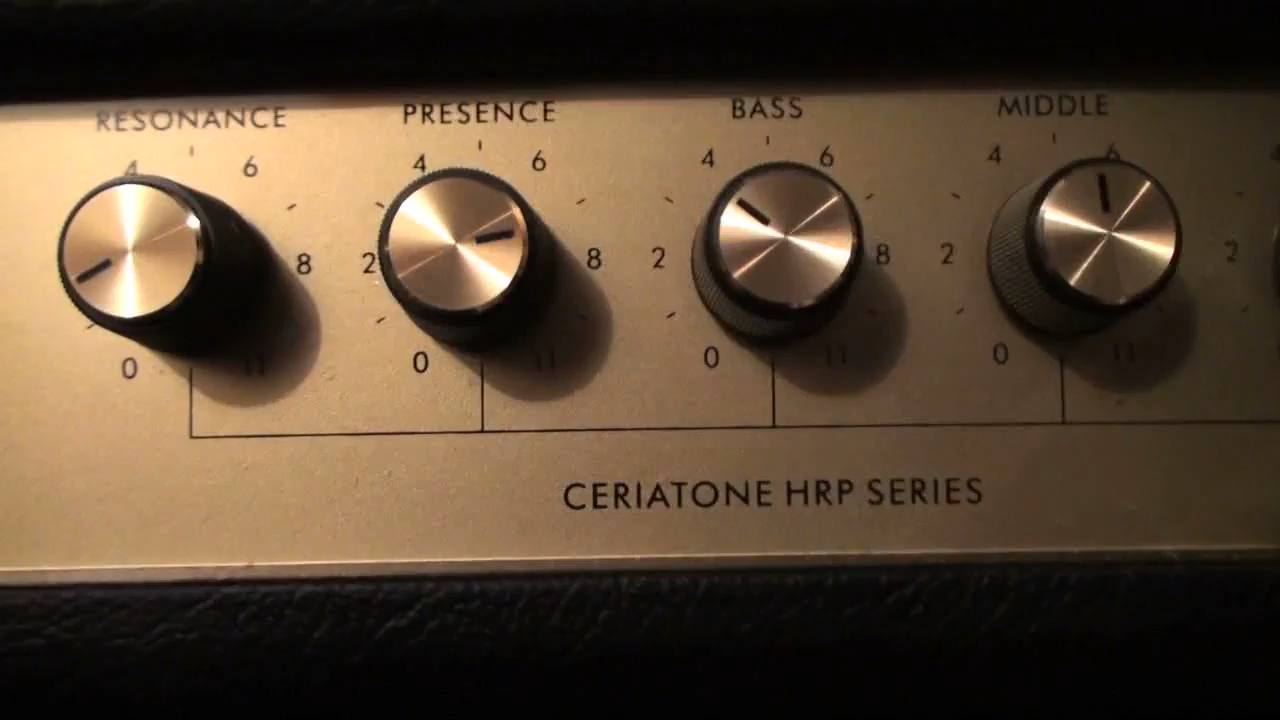 RESONANCE PRESENCE BASS MIDDLE
4 6 4 6 4 6 4 6
8 2 8 2 8 2 2
0 11 0 11 0 11 0 11
CERIATONE HRP SERIES